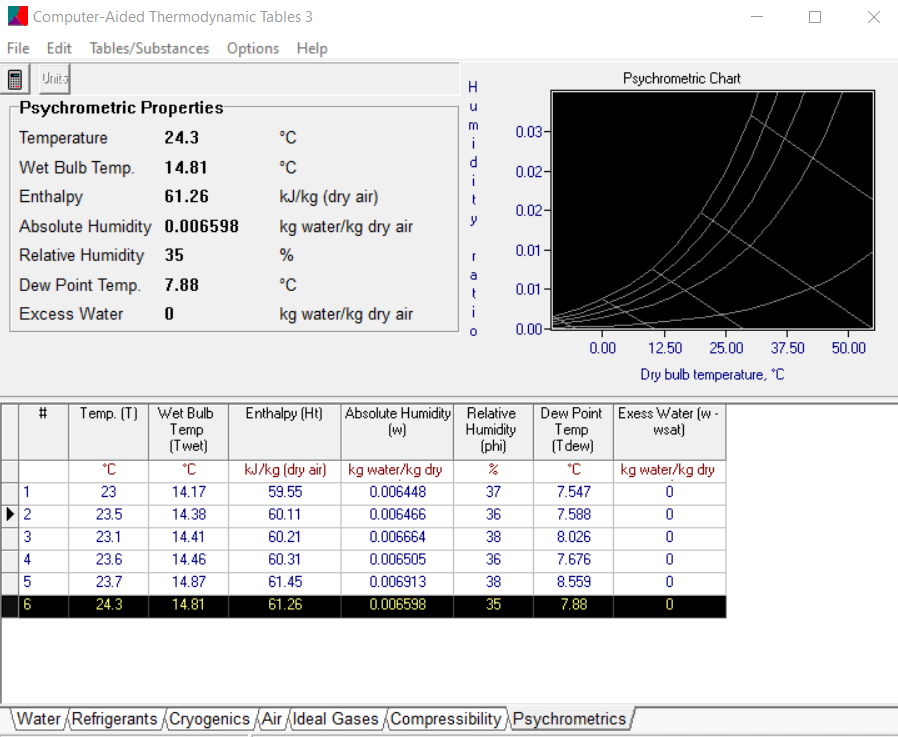 Computer-Aided Thermodynamic Tables 3
File Edit Tables/Substances Options Help
Units
Psychrometric Properties
Temperature 24.3 °C
Wet Bulb Temp. 14.81 °C
Enthalpy 61.26 kJ/kg (dry air)
Absolute Humidity 0.006598 kg water/kg dry air
Relative Humidity 35 %
Dew Point Temp. 7.88 °C
Excess Water 0 kg water/kg dry air
Psychrometric Chart
Humidity ratio
0.03
0.02
0.02
0.01
0.01
0.00
0.00 12.50 25.00 37.50 50.00
Dry bulb temperature, °C
# Temp. (T) Wet Bulb Temp (Twet) Enthalpy (Ht) Absolute Humidity (w) Relative Humidity (phi) Dew Point Temp (Tdew) Exess Water (w - wsat)
°C °C kJ/kg (dry air) kg water/kg dry % °C kg water/kg dry
1 23 14.17 59.55 0.006448 37 7.547 0
2 23.5 14.38 60.11 0.006466 36 7.588 0
3 23.1 14.41 60.21 0.006664 38 8.026 0
4 23.6 14.46 60.31 0.006505 36 7.676 0
5 23.7 14.87 61.45 0.006913 38 8.559 0
6 24.3 14.81 61.26 0.006598 35 7.88 0
Water Refrigerants Cryogenics Air Ideal Gases Compressibility Psychrometrics